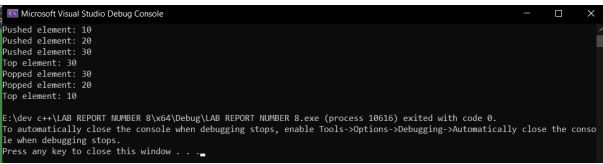 Microsoft Visual Studio Debug Console
Pushed element: 10
Pushed element: 20
Pushed element: 30
Top element: 30
Popped element: 30
Popped element: 20
Top element: 10
E:\dev c++\LAB REPORT NUMBER 8\x64\Debug\LAB REPORT NUMBER 8.exe (process 10616) exited with code 0.
To automatically close the console when debugging stops, enable Tools->Options->Debugging->Automatically close the conso
le when debugging stops.
Press any key to close this window . . .